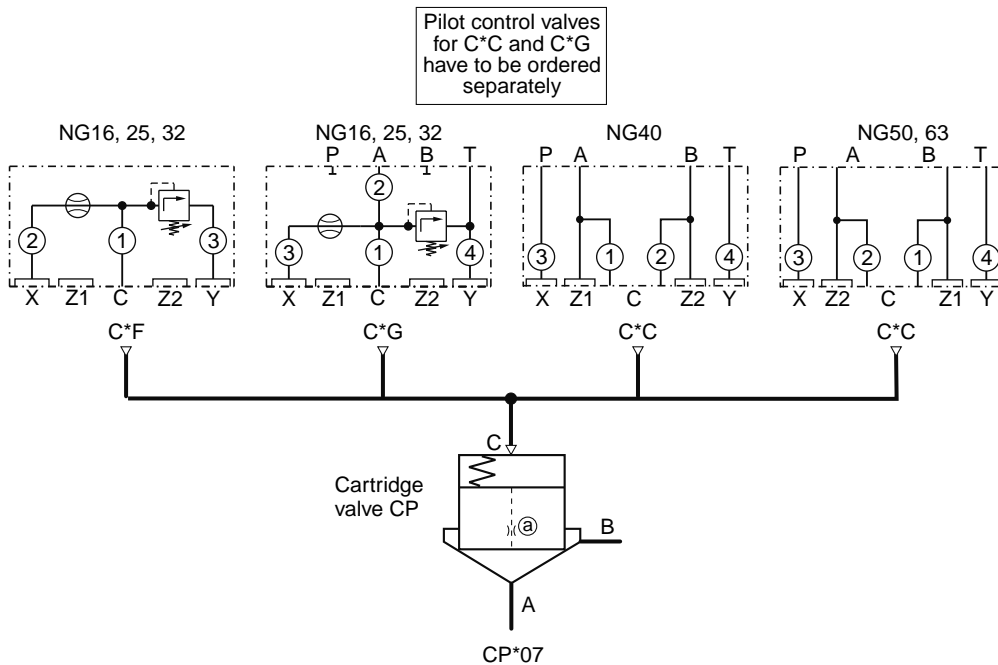 Pilot control valves
for C*C and C*G
have to be ordered
separately
NG16, 25, 32
2
1
3
X Z1 C Z2 Y
C*F
NG16, 25, 32
P A B T
2
3
1
4
X Z1 C Z2 Y
C*G
NG40
P A B T
3 1 2 4
X Z1 C Z2 Y
C*C
NG50, 63
P A B T
3 2 1 4
X Z2 C Z1 Y
C*C
C
Cartridge
valve CP
a
B
A
CP*07